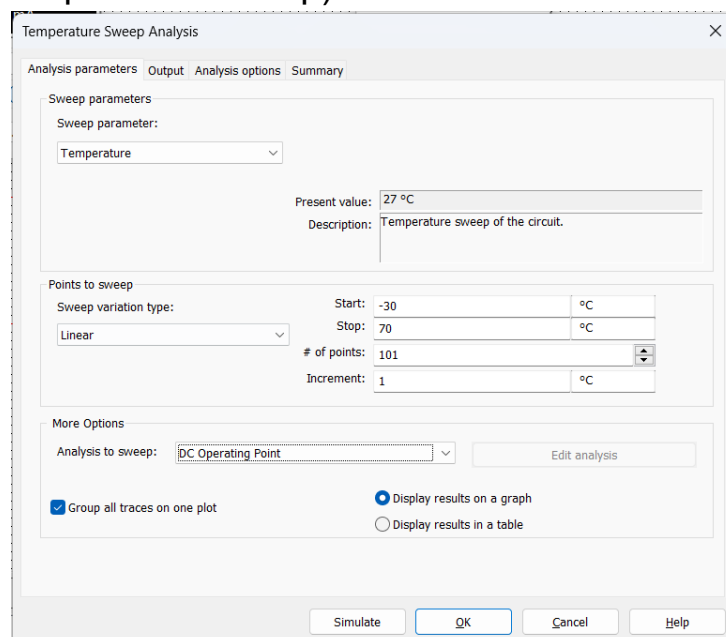 Temperature Sweep Analysis
Analysis parameters Output Analysis options Summary
Sweep parameters
Sweep parameter:
Temperature
Present value: 27 °C
Description: Temperature sweep of the circuit.
Points to sweep
Sweep variation type:
Linear
Start: -30 °C
Stop: 70 °C
# of points: 101
Increment: 1 °C
More Options
Analysis to sweep: DC Operating Point Edit analysis
Group all traces on one plot
Display results on a graph
Display results in a table
Simulate OK Cancel Help